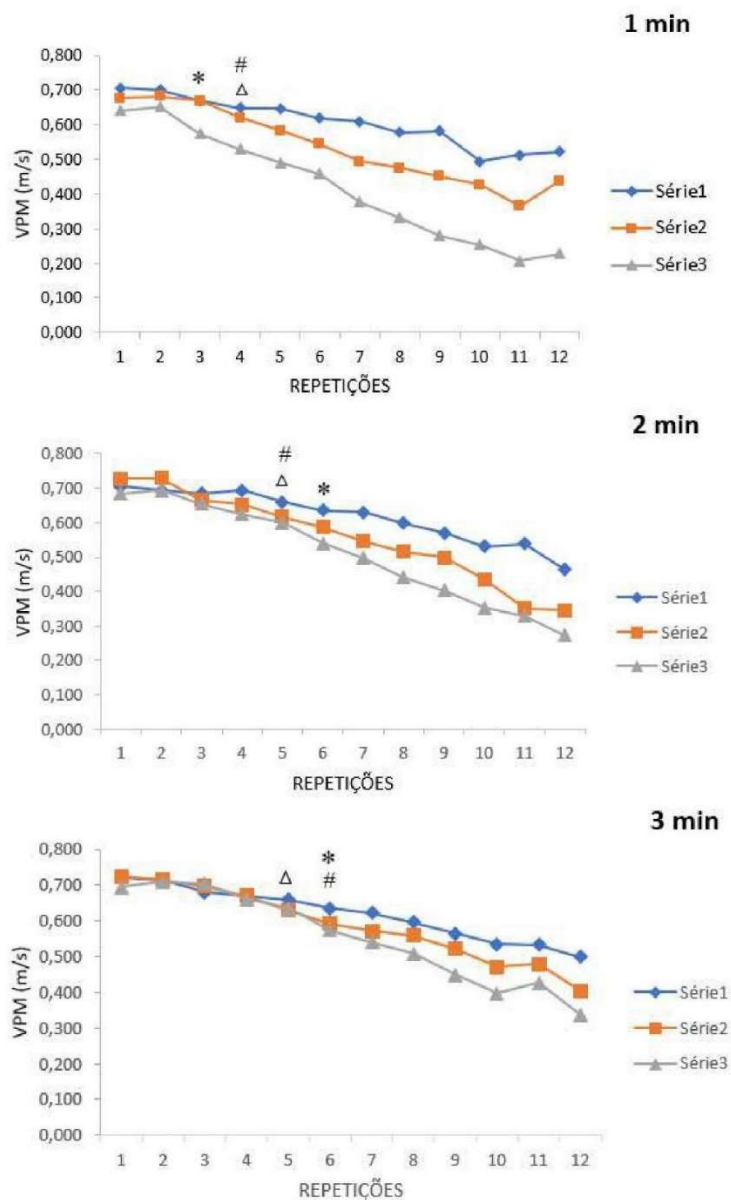 1 min
0,800
0,700
0,600
0,500
0,400
0,300
0,200
0,100
0,000
VPM (m/s)
* # Δ
1 2 3 4 5 6 7 8 9 10 11 12
REPETIÇÕES
Série1
Série2
Série3
2 min
0,800
0,700
0,600
0,500
0,400
0,300
0,200
0,100
0,000
VPM (m/s)
# Δ *
1 2 3 4 5 6 7 8 9 10 11 12
REPETIÇÕES
Série1
Série2
Série3
3 min
0,800
0,700
0,600
0,500
0,400
0,300
0,200
0,100
0,000
VPM (m/s)
Δ * #
1 2 3 4 5 6 7 8 9 10 11 12
REPETIÇÕES
Série1
Série2
Série3